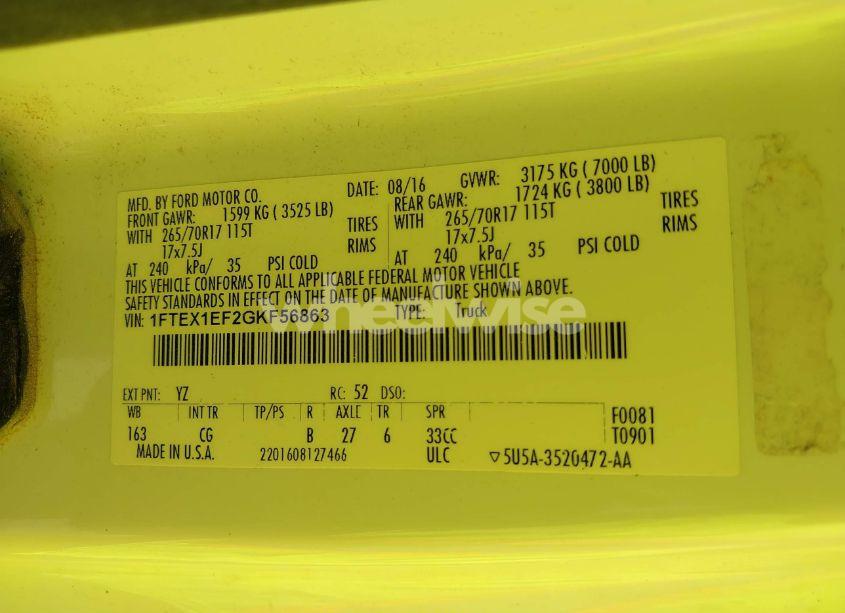 MFD. BY FORD MOTOR CO. DATE: 08/16 GVWR: 3175 KG ( 7000 LB)
FRONT GAWR: 1599 KG ( 3525 LB) REAR GAWR: 1724 KG ( 3800 LB)
WITH 265/70R17 115T TIRES WITH 265/70R17 115T TIRES
17x7.5J RIMS 17x7.5J RIMS
AT 240 kPa/ 35 PSI COLD AT 240 kPa/ 35 PSI COLD
THIS VEHICLE CONFORMS TO ALL APPLICABLE FEDERAL MOTOR VEHICLE
SAFETY STANDARDS IN EFFECT ON THE DATE OF MANUFACTURE SHOWN ABOVE.
VIN: 1FTEX1EF2GKF56863 TYPE: Truck
wheelwise
EXT PNT: YZ RC: 52 DSO:
WB INT TR TP/PS R AXLE TR SPR F0081
163 CG B 27 6 33CC T0901
MADE IN U.S.A. 2201608127466 ULC ▽5U5A-3520472-AA